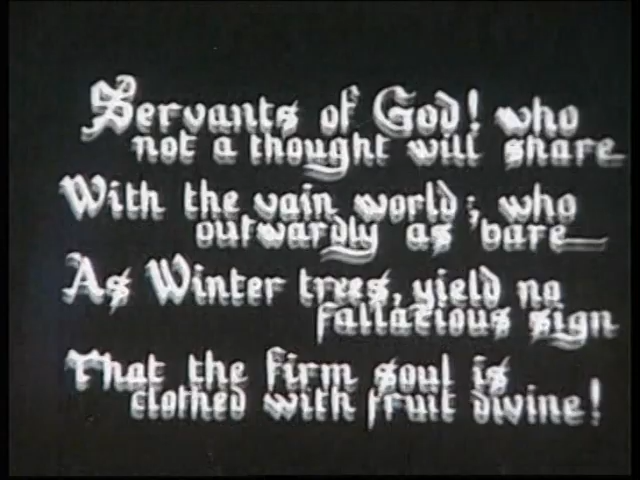 Servants of God! who
not a thought will share
With the vain world; who
outwardly as bare
As Winter trees, yield no
fallacious sign
That the firm soul is
clothed with fruit divine!